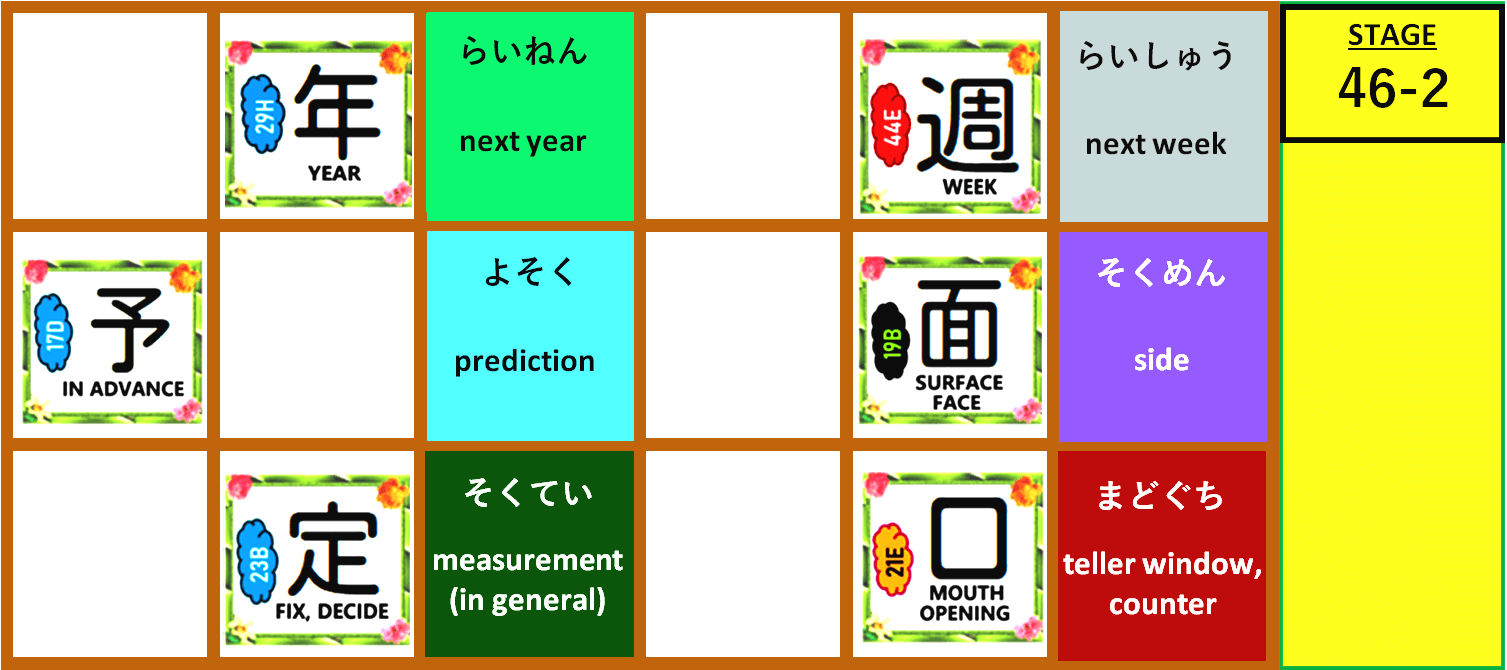 29H
年
YEAR
らいねん
next year
44E
週
WEEK
らいしゅう
next week
STAGE
46-2
17D
予
IN ADVANCE
よそく
prediction
19B
面
SURFACE
FACE
そくめん
side
23B
定
FIX, DECIDE
そくてい
measurement
(in general)
21E
口
MOUTH
OPENING
まどぐち
teller window,
counter